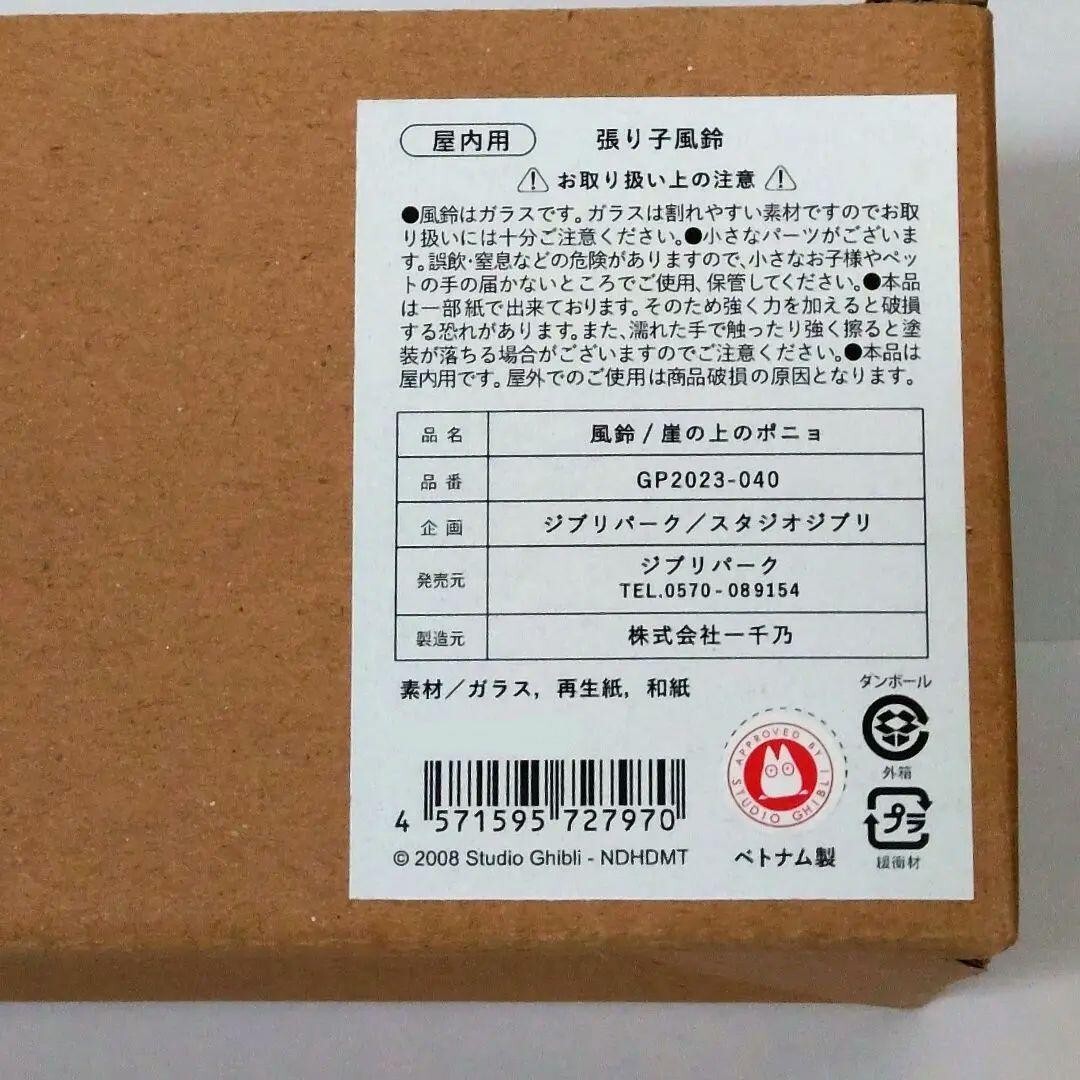 屋内用 張り子風鈴
お取り扱い上の注意
●風鈴はガラスです。ガラスは割れやすい素材ですのでお取
り扱いには十分ご注意ください。●小さなパーツがございま
す。誤飲・窒息などの危険がありますので、小さなお子様やペッ
トの手の届かないところでご使用、保管してください。●本品
は一部紙で出来ております。そのため強く力を加えると破損
する恐れがあります。また、濡れた手で触ったり強く擦ると塗
装が落ちる場合がございますのでご注意ください。●本品は
屋内用です。屋外でのご使用は商品破損の原因となります。
品名 風鈴/崖の上のポニョ
品番 GP2023-040
企画 ジブリパーク/スタジオジブリ
発売元 ジブリパーク
TEL.0570-089154
製造元 株式会社一千乃
素材/ガラス, 再生紙, 和紙
ダンボール
外箱
プラ
緩衝材
APPROVED BY STUDIO GHIBLI
ベトナム製
4 571595 727970
© 2008 Studio Ghibli - NDHDMT